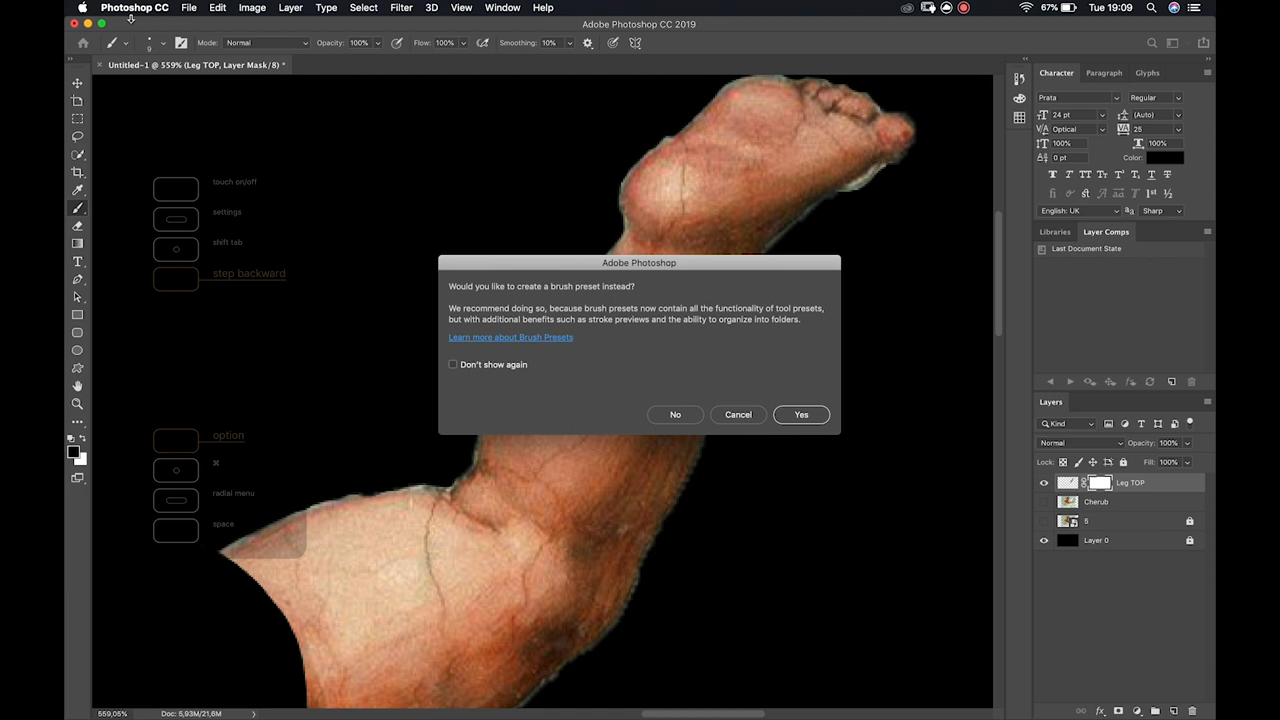 Photoshop CC File Edit Image Layer Type Select Filter 3D View Window Help 67% Tue 19:09
Adobe Photoshop CC 2019
9 Mode: Normal Opacity: 100% Flow: 100% Smoothing: 10%
Untitled-1 @ 559% (Leg TOP, Layer Mask/8) *
Character Paragraph Glyphs
Prata Regular
24 pt (Auto)
Optical 25
100% 100%
0 pt Color:
English: UK Sharp
Libraries Layer Comps
Last Document State
touch on/off
settings
shift tab
step backward
option
⌘
radial menu
space
Adobe Photoshop
Would you like to create a brush preset instead?
We recommend doing so, because brush presets now contain all the functionality of tool presets,
but with additional benefits such as stroke previews and the ability to organize into folders.
Learn more about Brush Presets
Don't show again
No Cancel Yes
Layers
Kind
Normal Opacity: 100%
Lock: Fill: 100%
Leg TOP
Cherub
5
Layer 0
559,05% Doc: 5,93M/21,6M